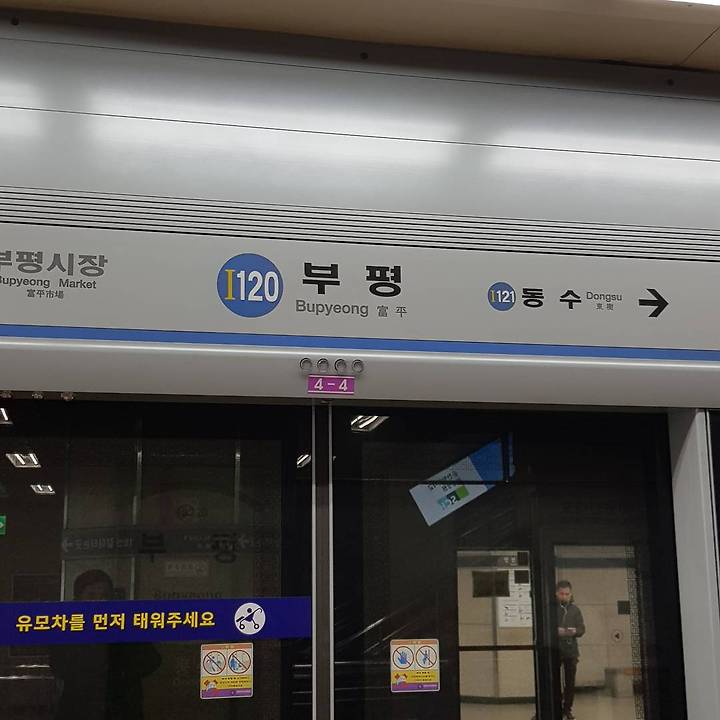 부평시장
Bupyeong Market
富平市場
I120
부평
Bupyeong 富平
I121
동수
Dongsu
東樹
4-4
유모차를 먼저 태워주세요